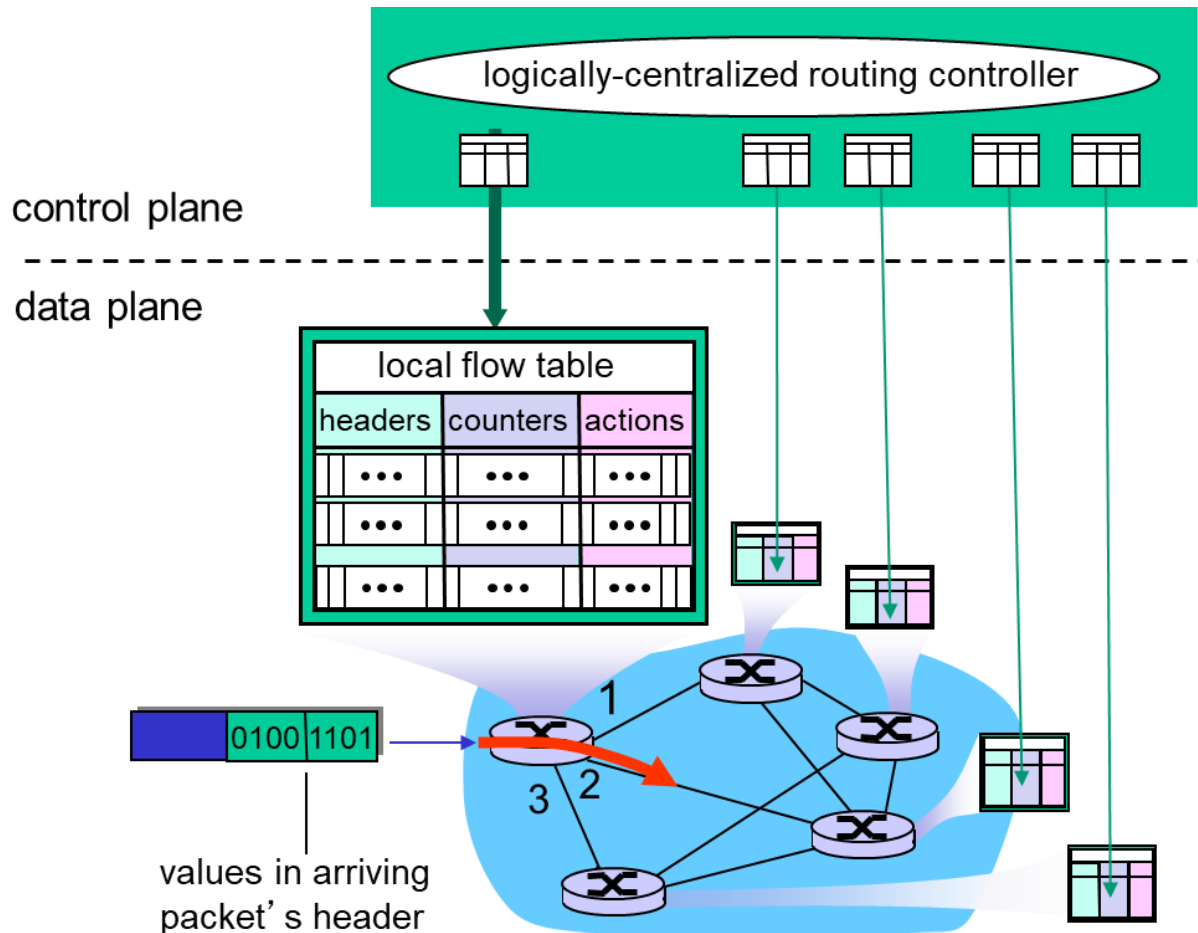 logically-centralized routing controller
control plane
data plane
local flow table
headers counters actions
1
0100 1101
2
3
values in arriving
packet’s header